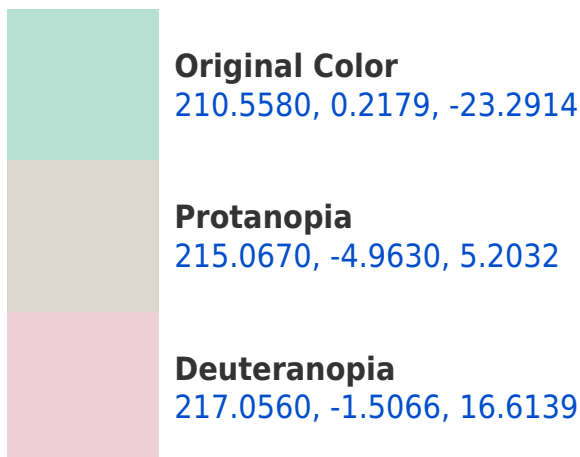 Original Color
210.5580, 0.2179, -23.2914
Protanopia
215.0670, -4.9630, 5.2032
Deuteranopia
217.0560, -1.5066, 16.6139